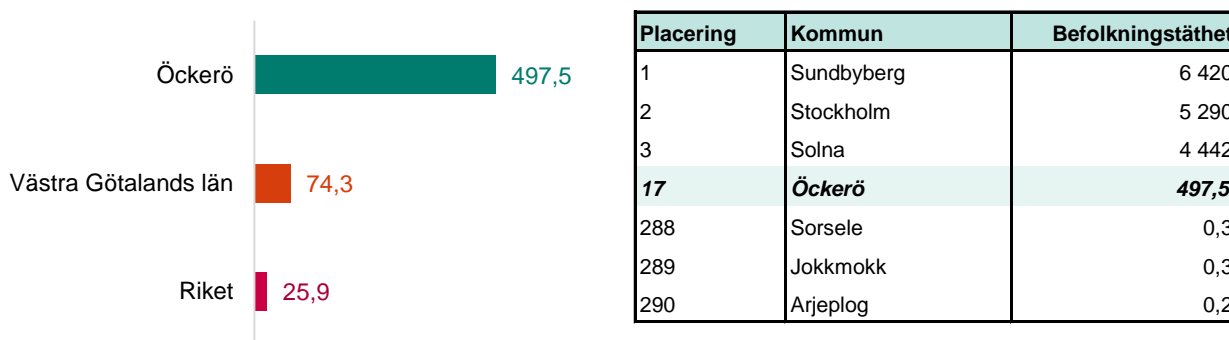 Öckerö
497,5
Västra Götalands län
74,3
Riket
25,9
Placering Kommun Befolkningstäthet
1 Sundbyberg 6 420
2 Stockholm 5 290
3 Solna 4 442
17 Öckerö 497,5
288 Sorsele 0,3
289 Jokkmokk 0,3
290 Arjeplog 0,2